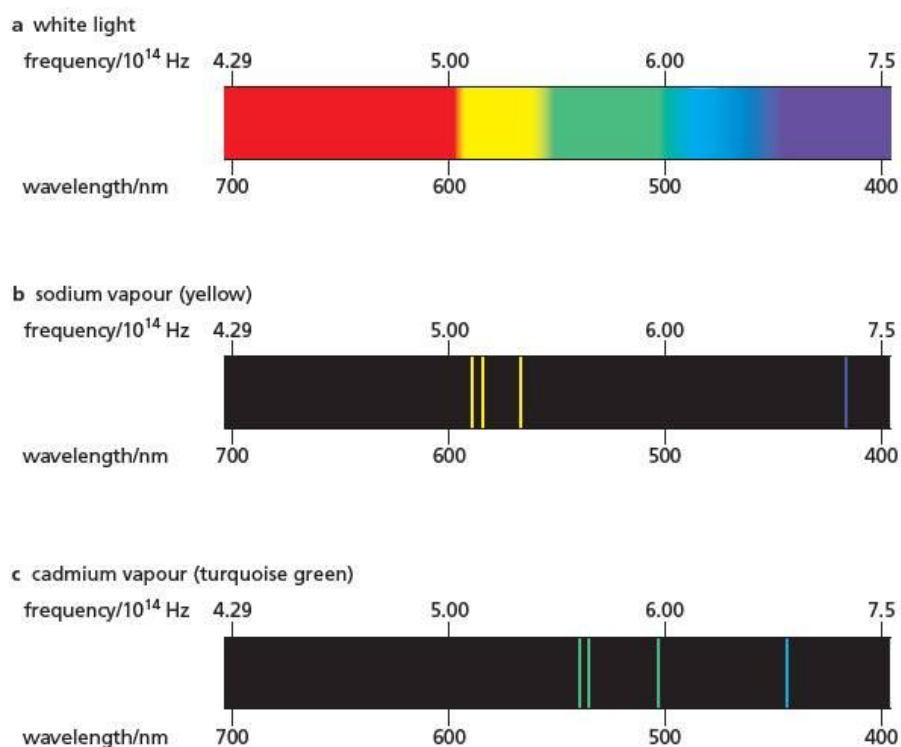 a white light
frequency/10¹⁴ Hz 4.29 5.00 6.00 7.5
wavelength/nm 700 600 500 400
b sodium vapour (yellow)
frequency/10¹⁴ Hz 4.29 5.00 6.00 7.5
wavelength/nm 700 600 500 400
c cadmium vapour (turquoise green)
frequency/10¹⁴ Hz 4.29 5.00 6.00 7.5
wavelength/nm 700 600 500 400